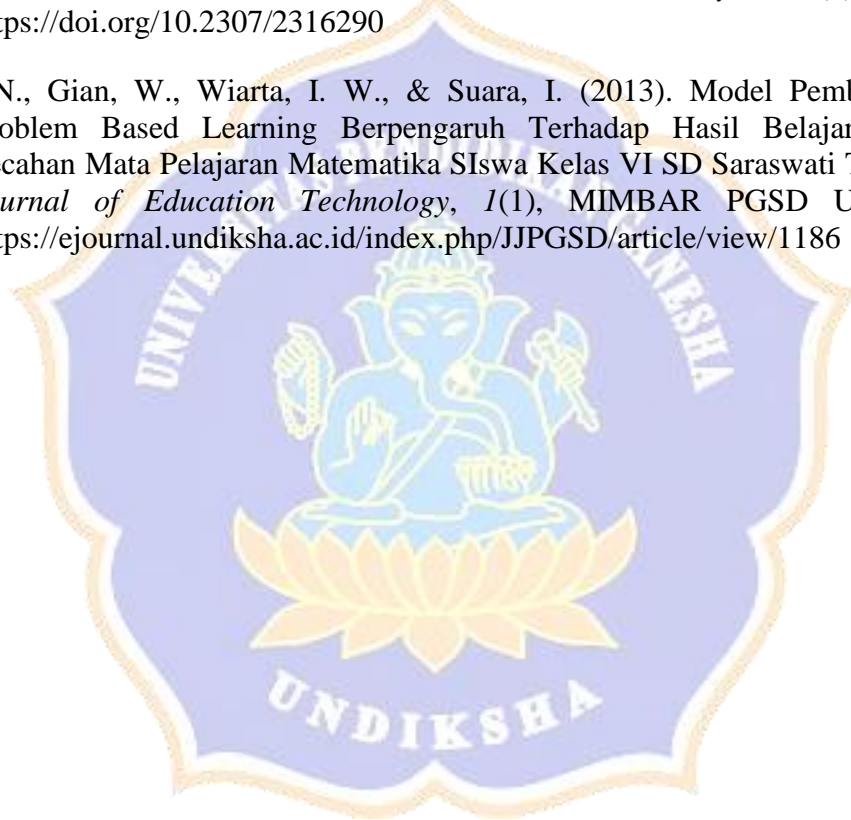 tps://doi.org/10.2307/2316290
N., Gian, W., Wiarta, I. W., & Suara, I. (2013). Model Pemb
oblem Based Learning Berpengaruh Terhadap Hasil Belajar
ecahan Mata Pelajaran Matematika SIswa Kelas VI SD Saraswati T
urnal of Education Technology, 1(1), MIMBAR PGSD U
tps://ejournal.undiksha.ac.id/index.php/JJPGSD/article/view/1186
UNIVERSITAS PENDIDIKAN GANESHA
UNDIKSHA